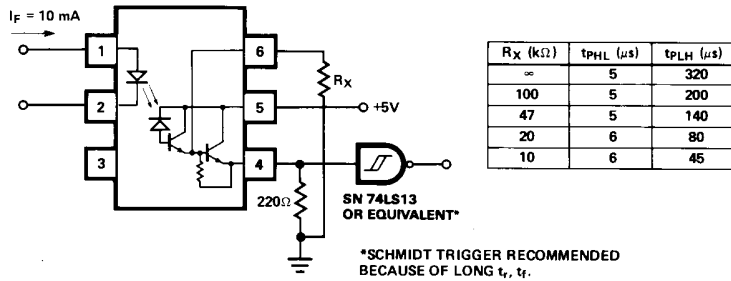 I_F = 10 mA
1
2
3
6
5
4
R_X
+5V
220Ω
SN 74LS13
OR EQUIVALENT*
*SCHMIDT TRIGGER RECOMMENDED
BECAUSE OF LONG t_r, t_f.
R_X (kΩ) t_PHL (μs) t_PLH (μs)
∞ 5 320
100 5 200
47 5 140
20 6 80
10 6 45